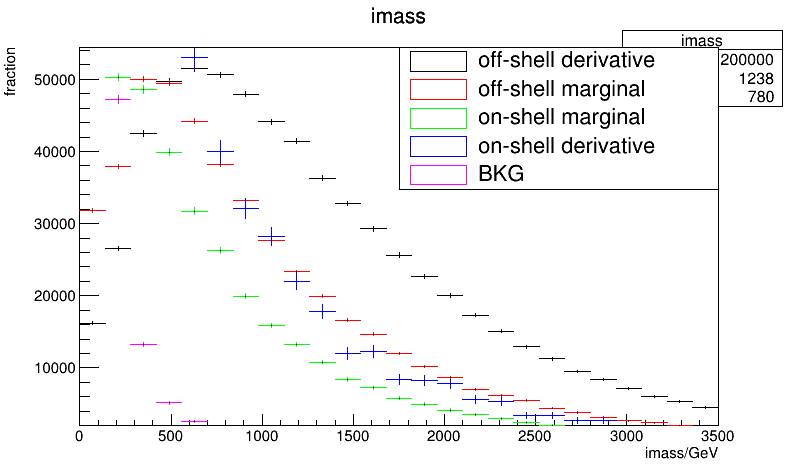 imass
fraction
imass
200000
1238
780
off-shell derivative
off-shell marginal
on-shell marginal
on-shell derivative
BKG
50000
40000
30000
20000
10000
0 500 1000 1500 2000 2500 3000 3500
imass/GeV